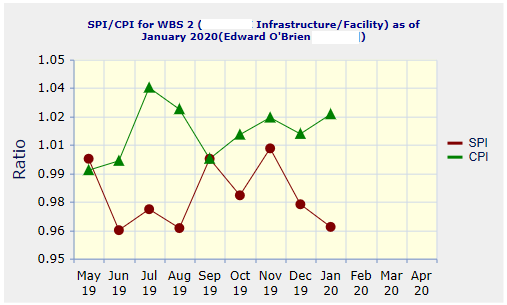 SPI/CPI for WBS 2 ( Infrastructure/Facility) as of
January 2020(Edward O'Brien )
1.05
1.04
1.02
1.01
0.99
0.98
0.96
0.95
Ratio
SPI
CPI
May Jun Jul Aug Sep Oct Nov Dec Jan Feb Mar Apr
19 19 19 19 19 19 19 19 20 20 20 20